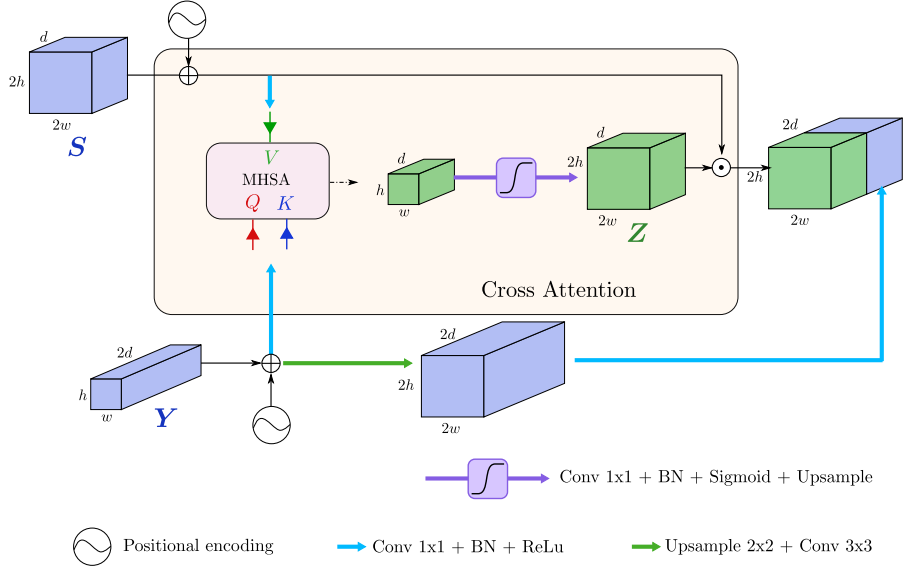 d
2h
2w
S
V
MHSA
Q K
d
h
w
d
2h
2w
Z
2d
2h
2w
Cross Attention
2d
h
w
Y
2d
2h
2w
Conv 1x1 + BN + Sigmoid + Upsample
Positional encoding
Conv 1x1 + BN + ReLu
Upsample 2x2 + Conv 3x3